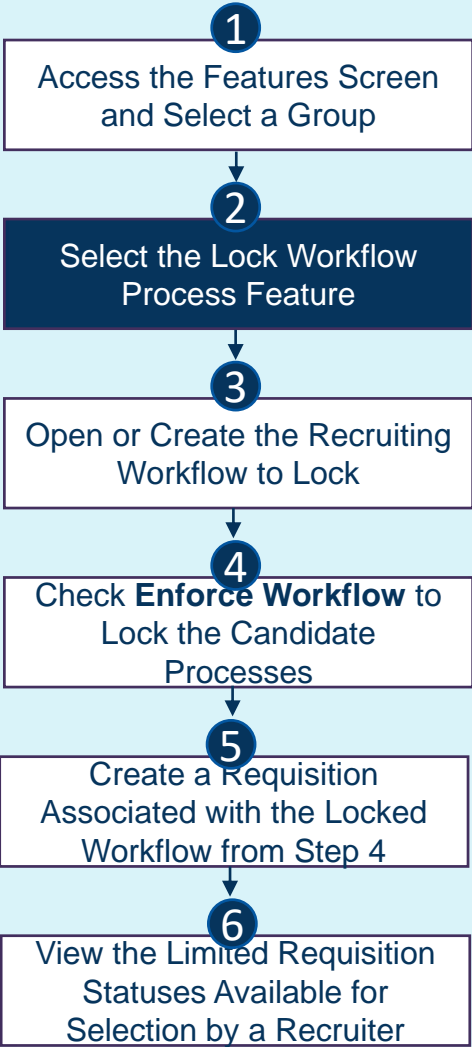 1
Access the Features Screen
and Select a Group
2
Select the Lock Workflow
Process Feature
3
Open or Create the Recruiting
Workflow to Lock
4
Check Enforce Workflow to
Lock the Candidate
Processes
5
Create a Requisition
Associated with the Locked
Workflow from Step 4
6
View the Limited Requisition
Statuses Available for
Selection by a Recruiter